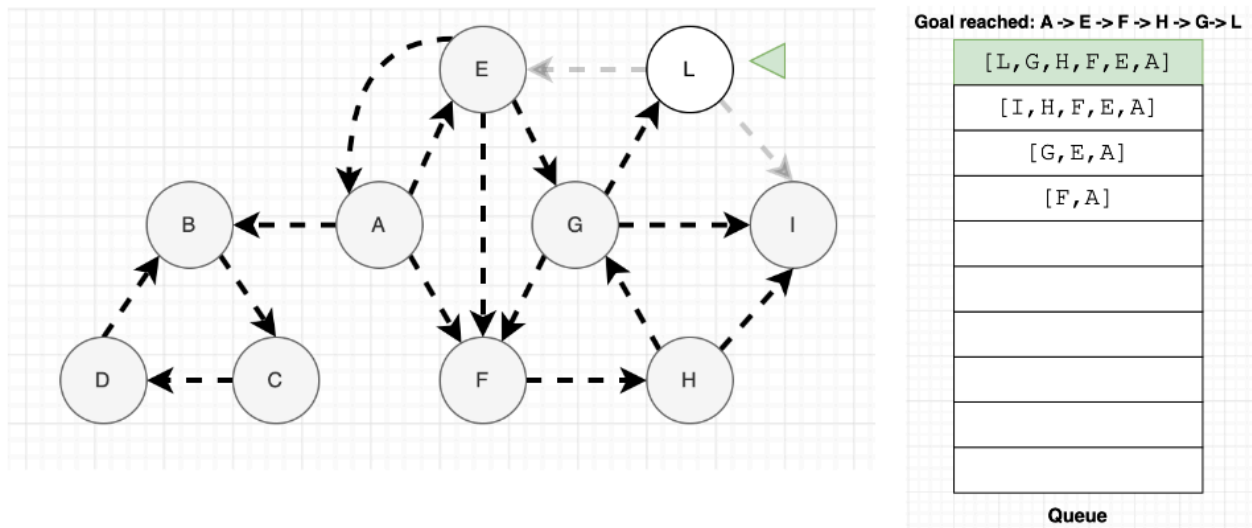 Goal reached: A -> E -> F -> H -> G-> L
E
L
[L,G,H,F,E,A]
[I,H,F,E,A]
[G,E,A]
[F,A]
B
A
G
I
D
C
F
H
Queue